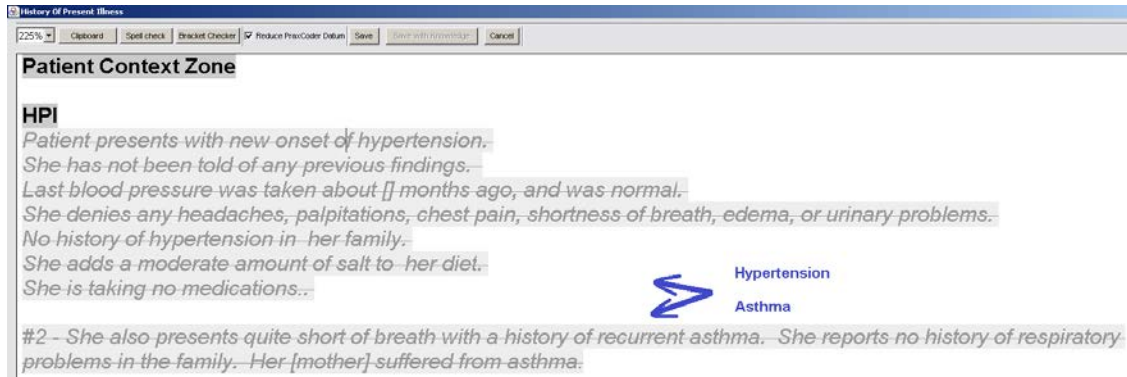 History Of Present Illness
225% Clipboard Spell check Bracket Checker Reduce PraxCoder Datum Save Save with Knowledge Cancel
Patient Context Zone
HPI
Patient presents with new onset of hypertension.
She has not been told of any previous findings.
Last blood pressure was taken about [] months ago, and was normal.
She denies any headaches, palpitations, chest pain, shortness of breath, edema, or urinary problems.
No history of hypertension in  her family.
She adds a moderate amount of salt to  her diet.
She is taking no medications..
Hypertension
Asthma
#2 - She also presents quite short of breath with a history of recurrent asthma.  She reports no history of respiratory
problems in the family.  Her [mother] suffered from asthma.